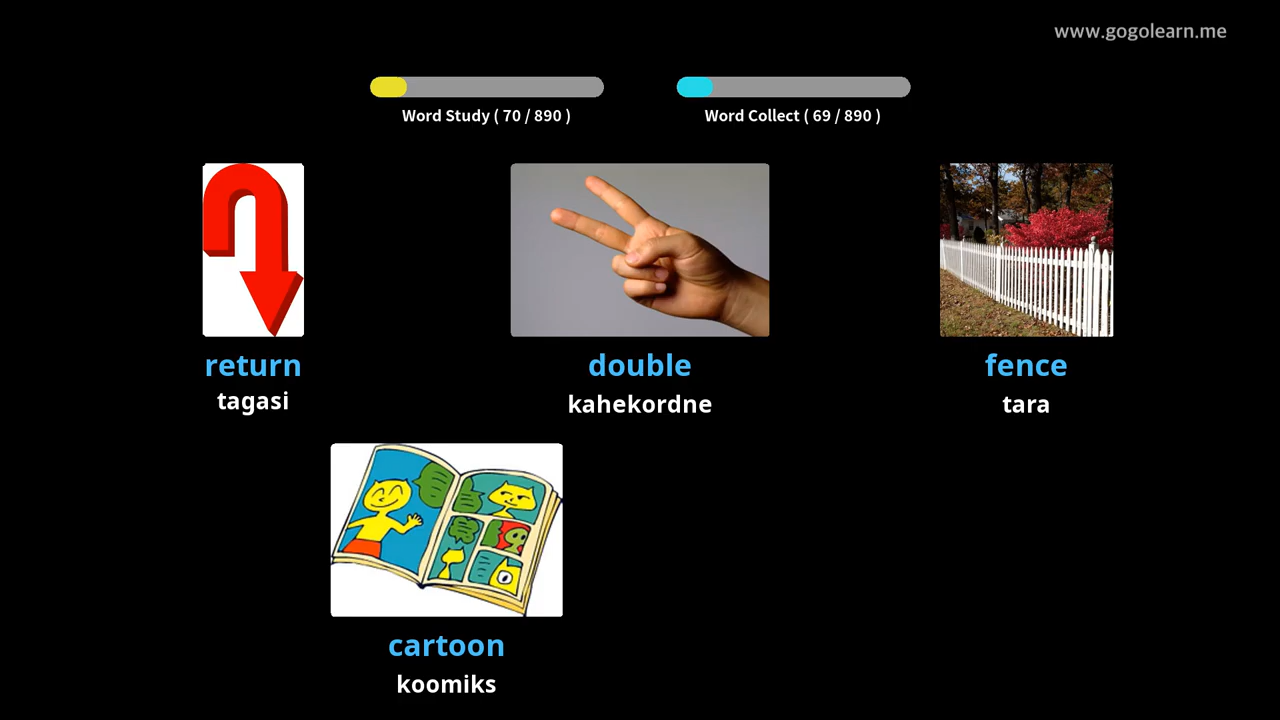 www.gogolearn.me
Word Study ( 70 / 890 )
Word Collect ( 69 / 890 )
return
tagasi
double
kahekordne
fence
tara
cartoon
koomiks